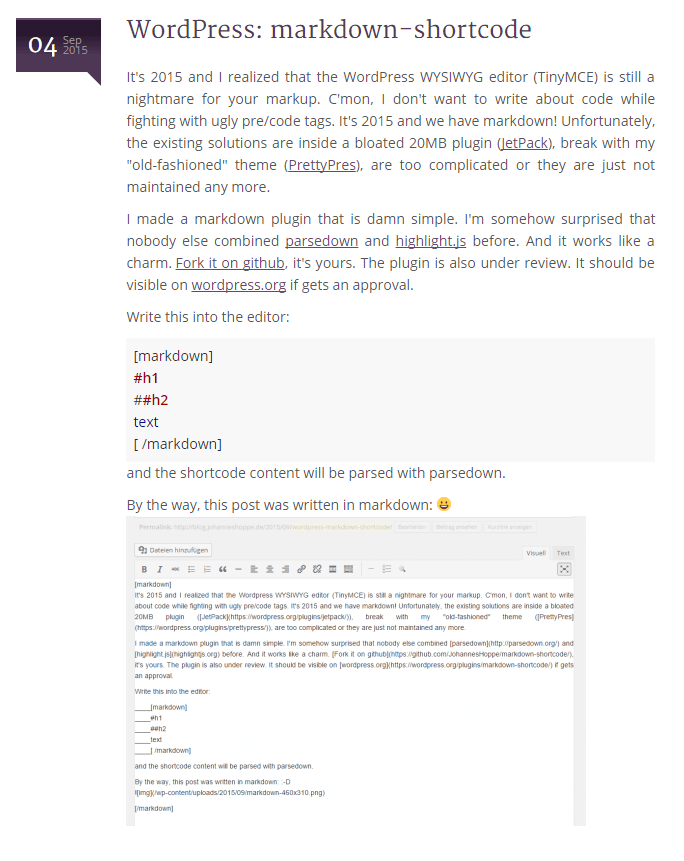 04 Sep 2015
WordPress: markdown-shortcode
It's 2015 and I realized that the WordPress WYSIWYG editor (TinyMCE) is still a
nightmare for your markup. C'mon, I don't want to write about code while
fighting with ugly pre/code tags. It's 2015 and we have markdown! Unfortunately,
the existing solutions are inside a bloated 20MB plugin (JetPack), break with my
"old-fashioned" theme (PrettyPres), are too complicated or they are just not
maintained any more.
I made a markdown plugin that is damn simple. I'm somehow surprised that
nobody else combined parsedown and highlight.js before. And it works like a
charm. Fork it on github, it's yours. The plugin is also under review. It should be
visible on wordpress.org if gets an approval.
Write this into the editor:
[markdown]
#h1
##h2
text
[ /markdown]
and the shortcode content will be parsed with parsedown.
By the way, this post was written in markdown: 😀
Permalink: http://blog.johanneshoppe.de/2015/09/wordpress-markdown-shortcode/ Bearbeiten Beitrag ansehen Kurzlink anzeigen
Dateien hinzufügen
Visuell Text
B I ABC
[markdown]
It's 2015 and I realized that the Wordpress WYSIWYG editor (TinyMCE) is still a nightmare for your markup. C'mon, I don't want to write
about code while fighting with ugly pre/code tags. It's 2015 and we have markdown! Unfortunately, the existing solutions are inside a bloated
20MB plugin ([JetPack](https://wordpress.org/plugins/jetpack/)), break with my "old-fashioned" theme ([PrettyPres]
(https://wordpress.org/plugins/prettypress/)), are too complicated or they are just not maintained any more.
I made a markdown plugin that is damn simple. I'm somehow surprised that nobody else combined [parsedown](http://parsedown.org/) and
[highlight.js](highlightjs.org) before. And it works like a charm. [Fork it on github](https://github.com/JohannesHoppe/markdown-shortcode/),
it's yours. The plugin is also under review. It should be visible on [wordpress.org](https://wordpress.org/plugins/markdown-shortcode/) if gets
an approval.
Write this into the editor:
____[markdown]
____#h1
____##h2
____text
____[ /markdown]
and the shortcode content will be parsed with parsedown.
By the way, this post was written in markdown: :-D
![img](/wp-content/uploads/2015/09/markdown-460x310.png)
[/markdown]